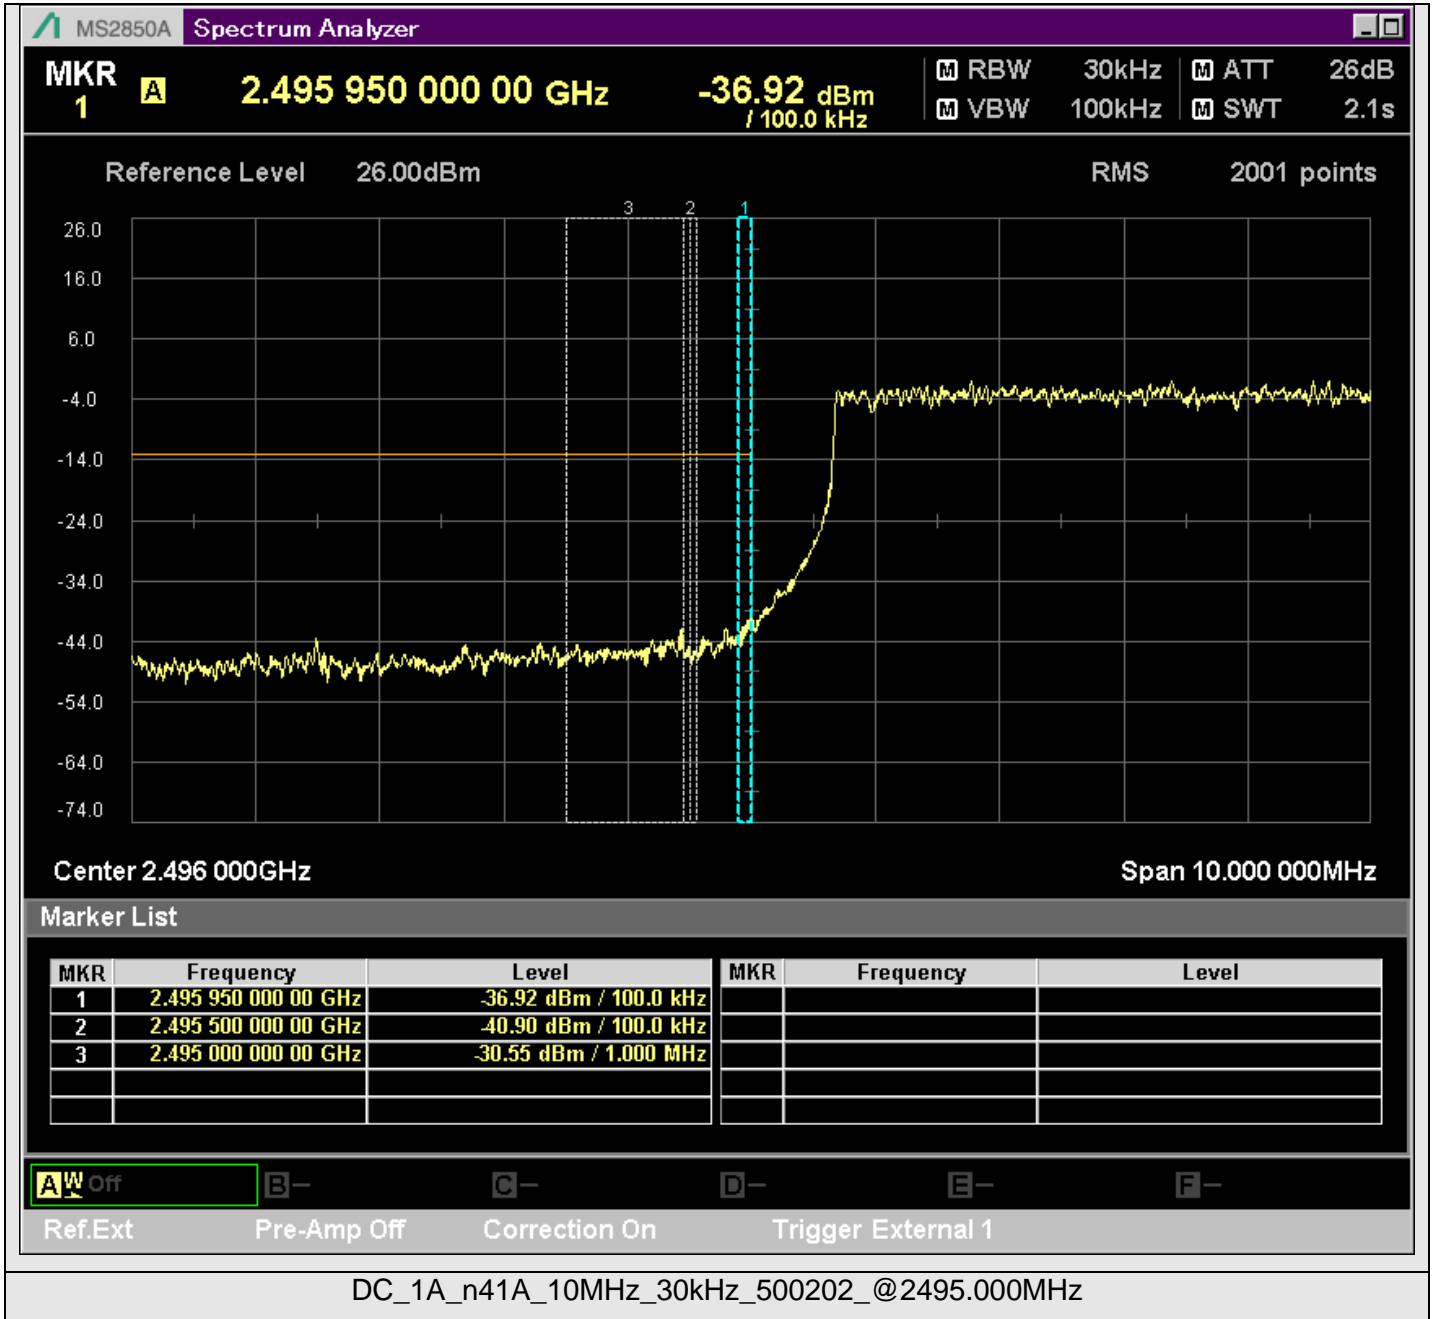 MS2850A Spectrum Analyzer
MKR 1 A 2.495 950 000 00 GHz -36.92 dBm / 100.0 kHz
M RBW 30kHz M ATT 26dB
M VBW 100kHz M SWT 2.1s
Reference Level 26.00dBm RMS 2001 points
3 2 1
26.0
16.0
6.0
-4.0
-14.0
-24.0
-34.0
-44.0
-54.0
-64.0
-74.0
Center 2.496 000GHz Span 10.000 000MHz
Marker List
MKR Frequency Level MKR Frequency Level
1 2.495 950 000 00 GHz -36.92 dBm / 100.0 kHz
2 2.495 500 000 00 GHz -40.90 dBm / 100.0 kHz
3 2.495 000 000 00 GHz -30.55 dBm / 1.000 MHz
A W Off B C D E F
Ref.Ext Pre-Amp Off Correction On Trigger External 1
DC_1A_n41A_10MHz_30kHz_500202_@2495.000MHz